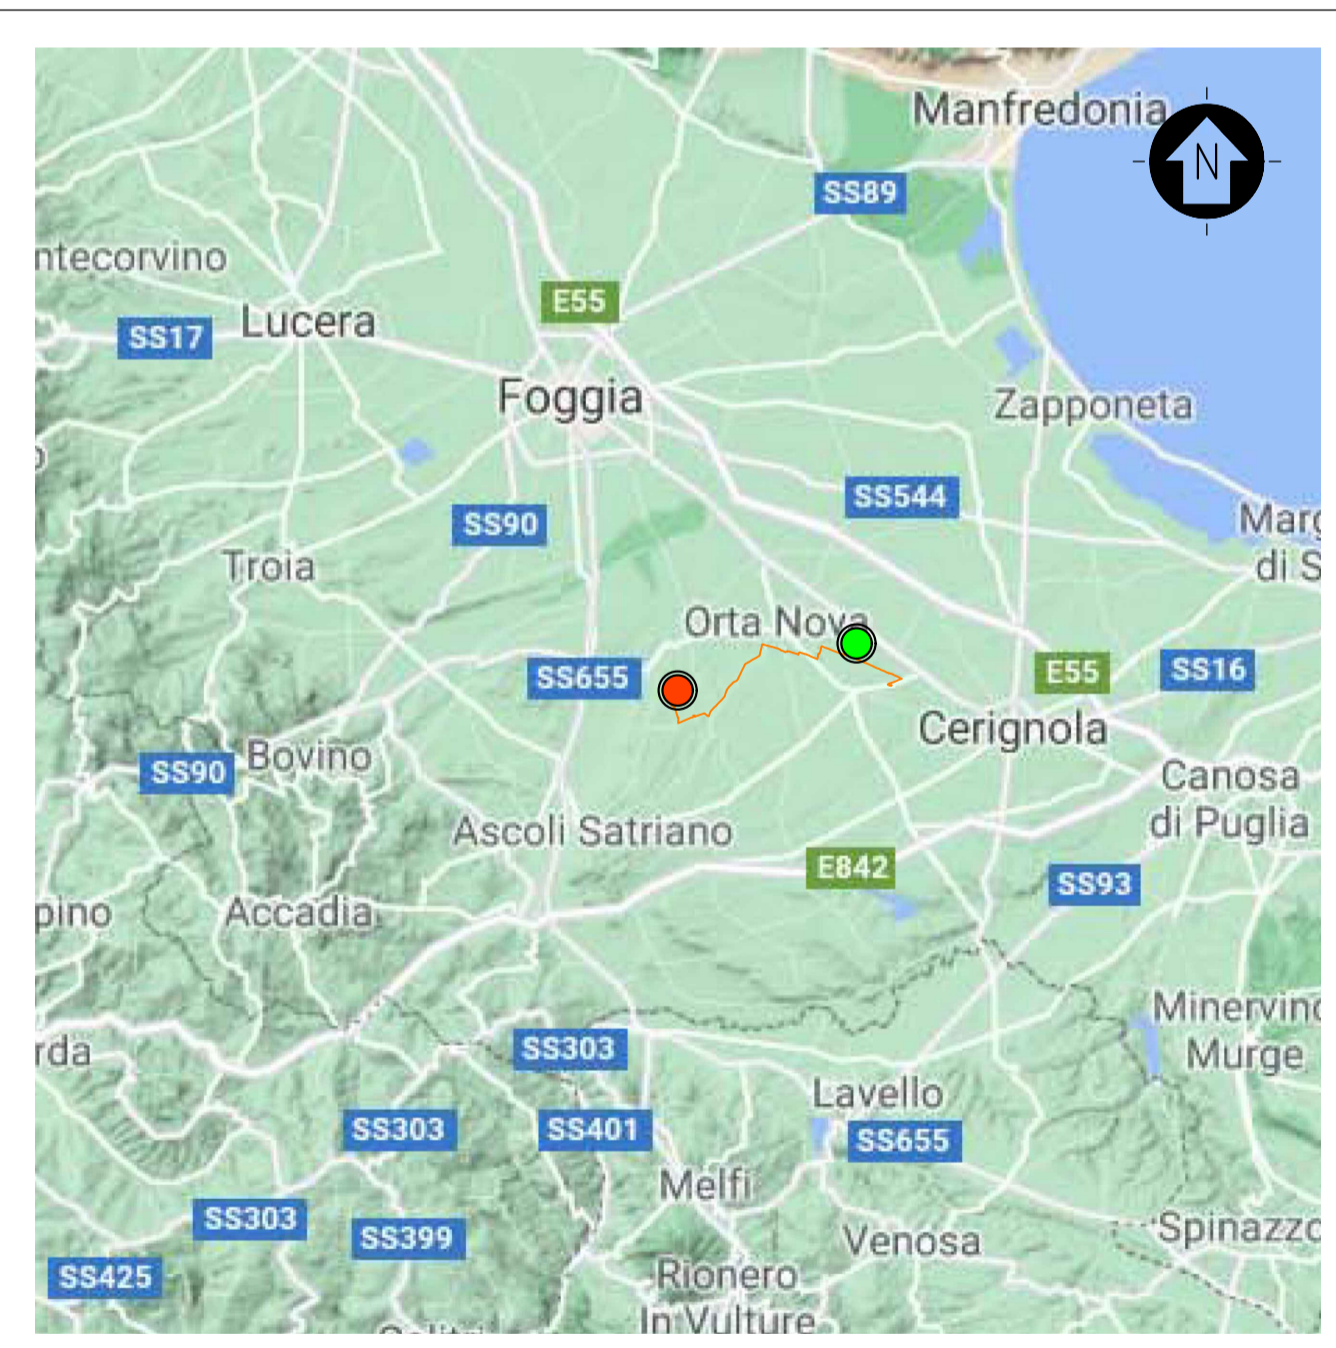 Manfredonia
N
SS89
ntecorvino
E55
Lucera
SS17
Foggia
Zapponeta
SS544
SS90
Marg
di S
Troia
Orta Nova
SS655
E55
SS16
Cerignola
Bovino
SS90
Canosa
di Puglia
Ascoli Satriano
E842
SS93
pino
Accadia
Minervino
Murge
SS303
rda
Lavello
SS303
SS401
SS655
Melfi
SS303
SS399
Venosa
Spinazzo
SS425
Rionero
In Vulture